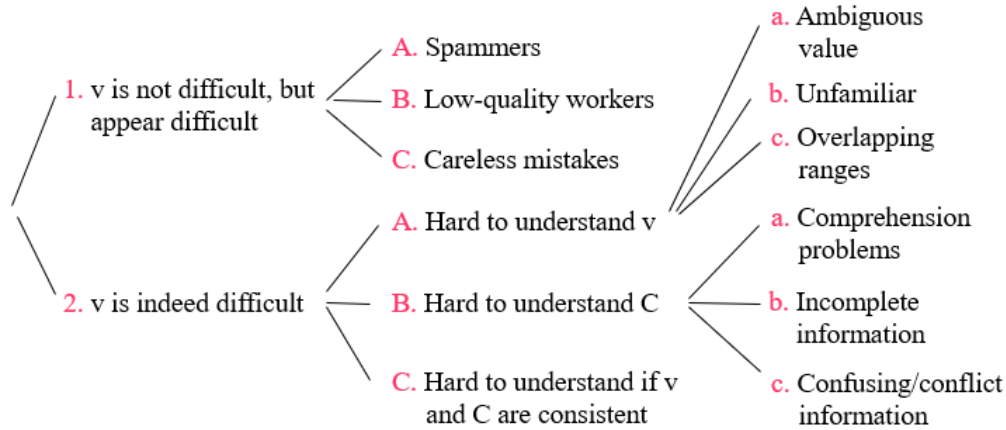 1. v is not difficult, but
appear difficult
A. Spammers
B. Low-quality workers
C. Careless mistakes
2. v is indeed difficult
A. Hard to understand v
a. Ambiguous
value
b. Unfamiliar
c. Overlapping
ranges
B. Hard to understand C
a. Comprehension
problems
b. Incomplete
information
c. Confusing/conflict
information
C. Hard to understand if v
and C are consistent